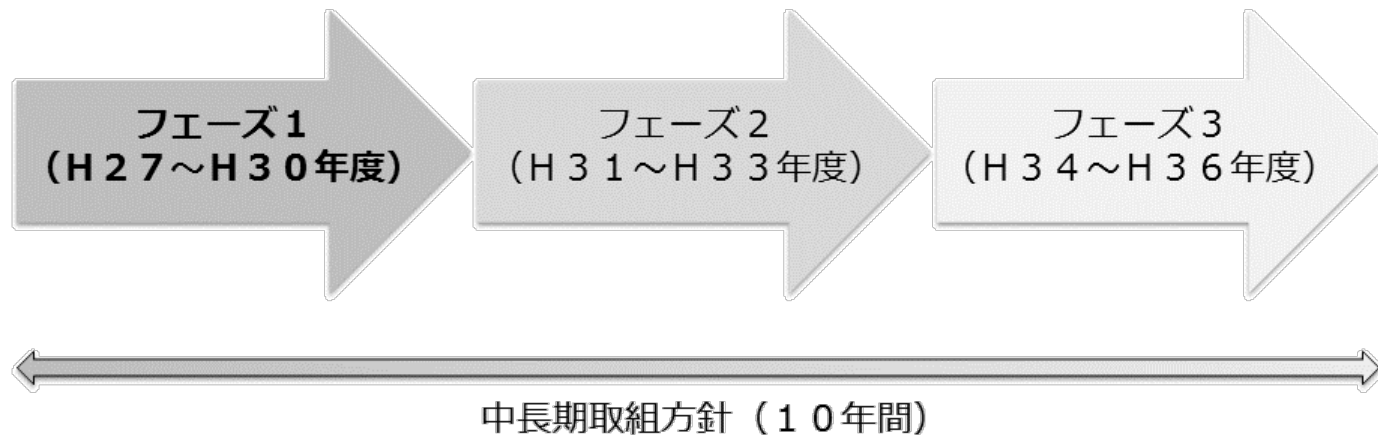 フェーズ１
（Ｈ２７～Ｈ３０年度）
フェーズ２
（Ｈ３１～Ｈ３３年度）
フェーズ３
（Ｈ３４～Ｈ３６年度）
中長期取組方針（１０年間）